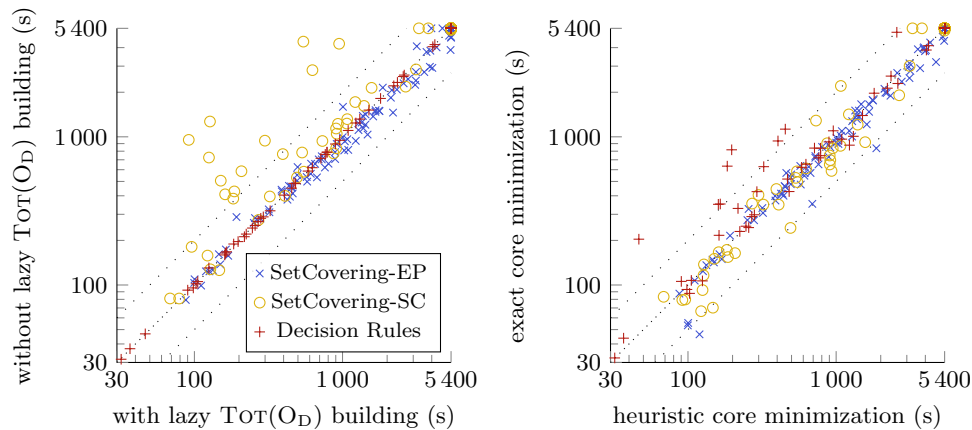 without lazy TOT(O_D) building (s)
5 400
1 000
100
30
30
100
1 000
5 400
with lazy TOT(O_D) building (s)
SetCovering-EP
SetCovering-SC
Decision Rules
exact core minimization (s)
5 400
1 000
100
30
30
100
1 000
5 400
heuristic core minimization (s)